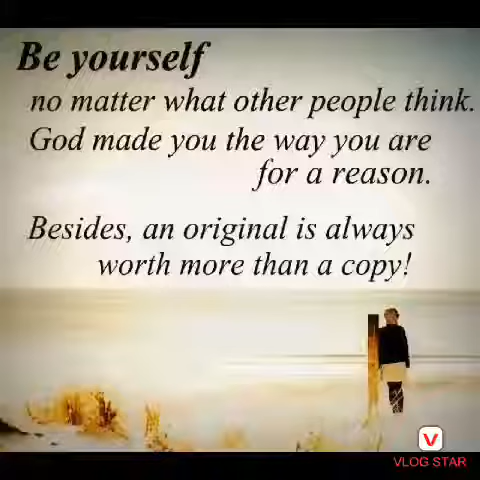 Be yourself
no matter what other people think.
God made you the way you are
for a reason.
Besides, an original is always
worth more than a copy!
V
VLOG STAR